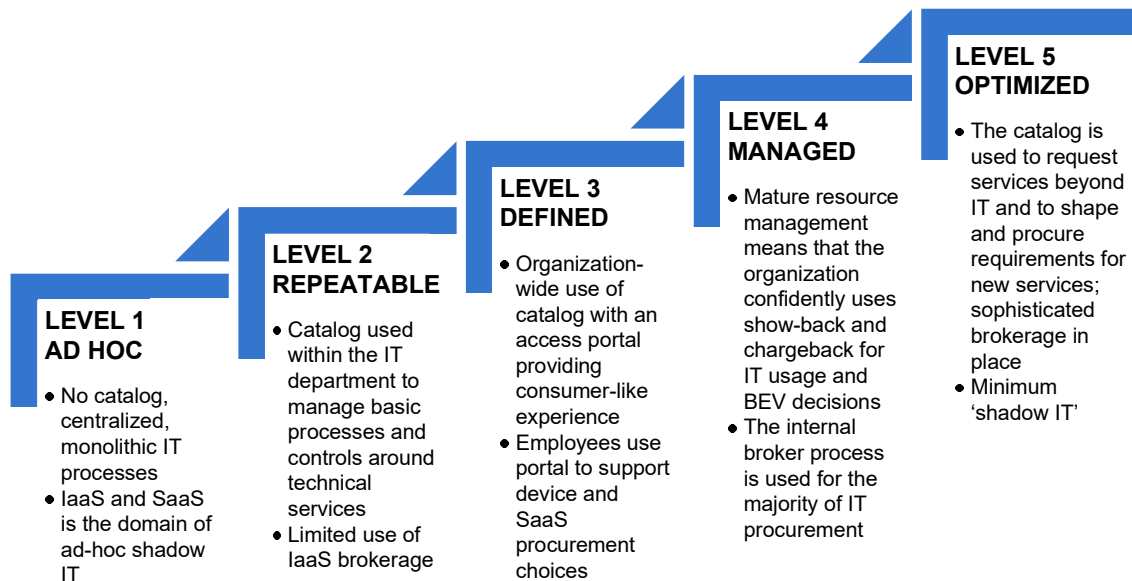 LEVEL 1
AD HOC
• No catalog,
centralized,
monolithic IT
processes
• IaaS and SaaS
is the domain of
ad-hoc shadow
IT
LEVEL 2
REPEATABLE
• Catalog used
within the IT
department to
manage basic
processes and
controls around
technical
services
• Limited use of
IaaS brokerage
LEVEL 3
DEFINED
• Organization-
wide use of
catalog with an
access portal
providing
consumer-like
experience
• Employees use
portal to support
device and
SaaS
procurement
choices
LEVEL 4
MANAGED
• Mature resource
management
means that the
organization
confidently uses
show-back and
chargeback for
IT usage and
BEV decisions
• The internal
broker process
is used for the
majority of IT
procurement
LEVEL 5
OPTIMIZED
• The catalog is
used to request
services beyond
IT and to shape
and procure
requirements for
new services;
sophisticated
brokerage in
place
• Minimum
‘shadow IT’